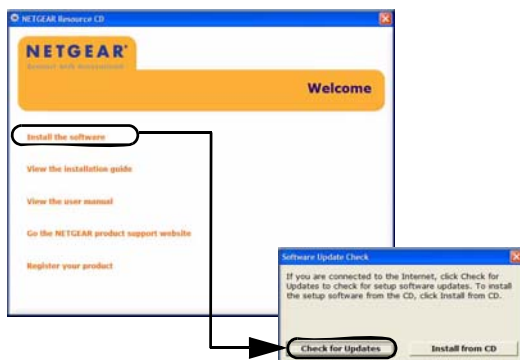 NETGEAR Resource CD
NETGEAR®
Welcome
Install the software
View the installation guide
View the user manual
Go the NETGEAR product support website
Register your product
Software Update Check
If you are connected to the Internet, click Check for
Updates to check for setup software updates. To install
the setup software from the CD, click Install from CD.
Check for Updates
Install from CD